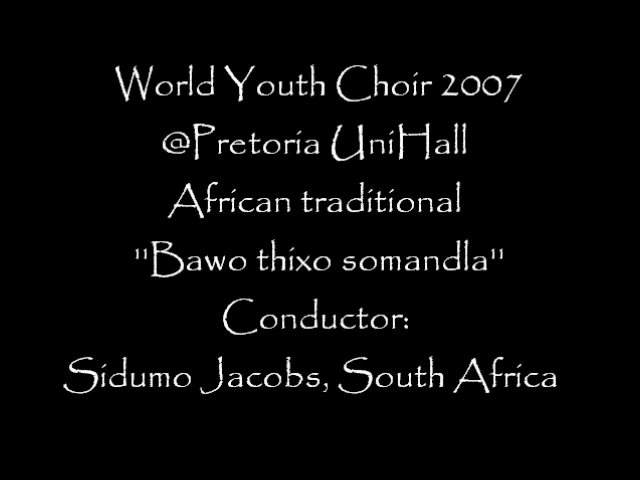 World Youth Choir 2007
@Pretoria UniHall
African traditional
"Bawo thixo somandla"
Conductor:
Sidumo Jacobs, South Africa